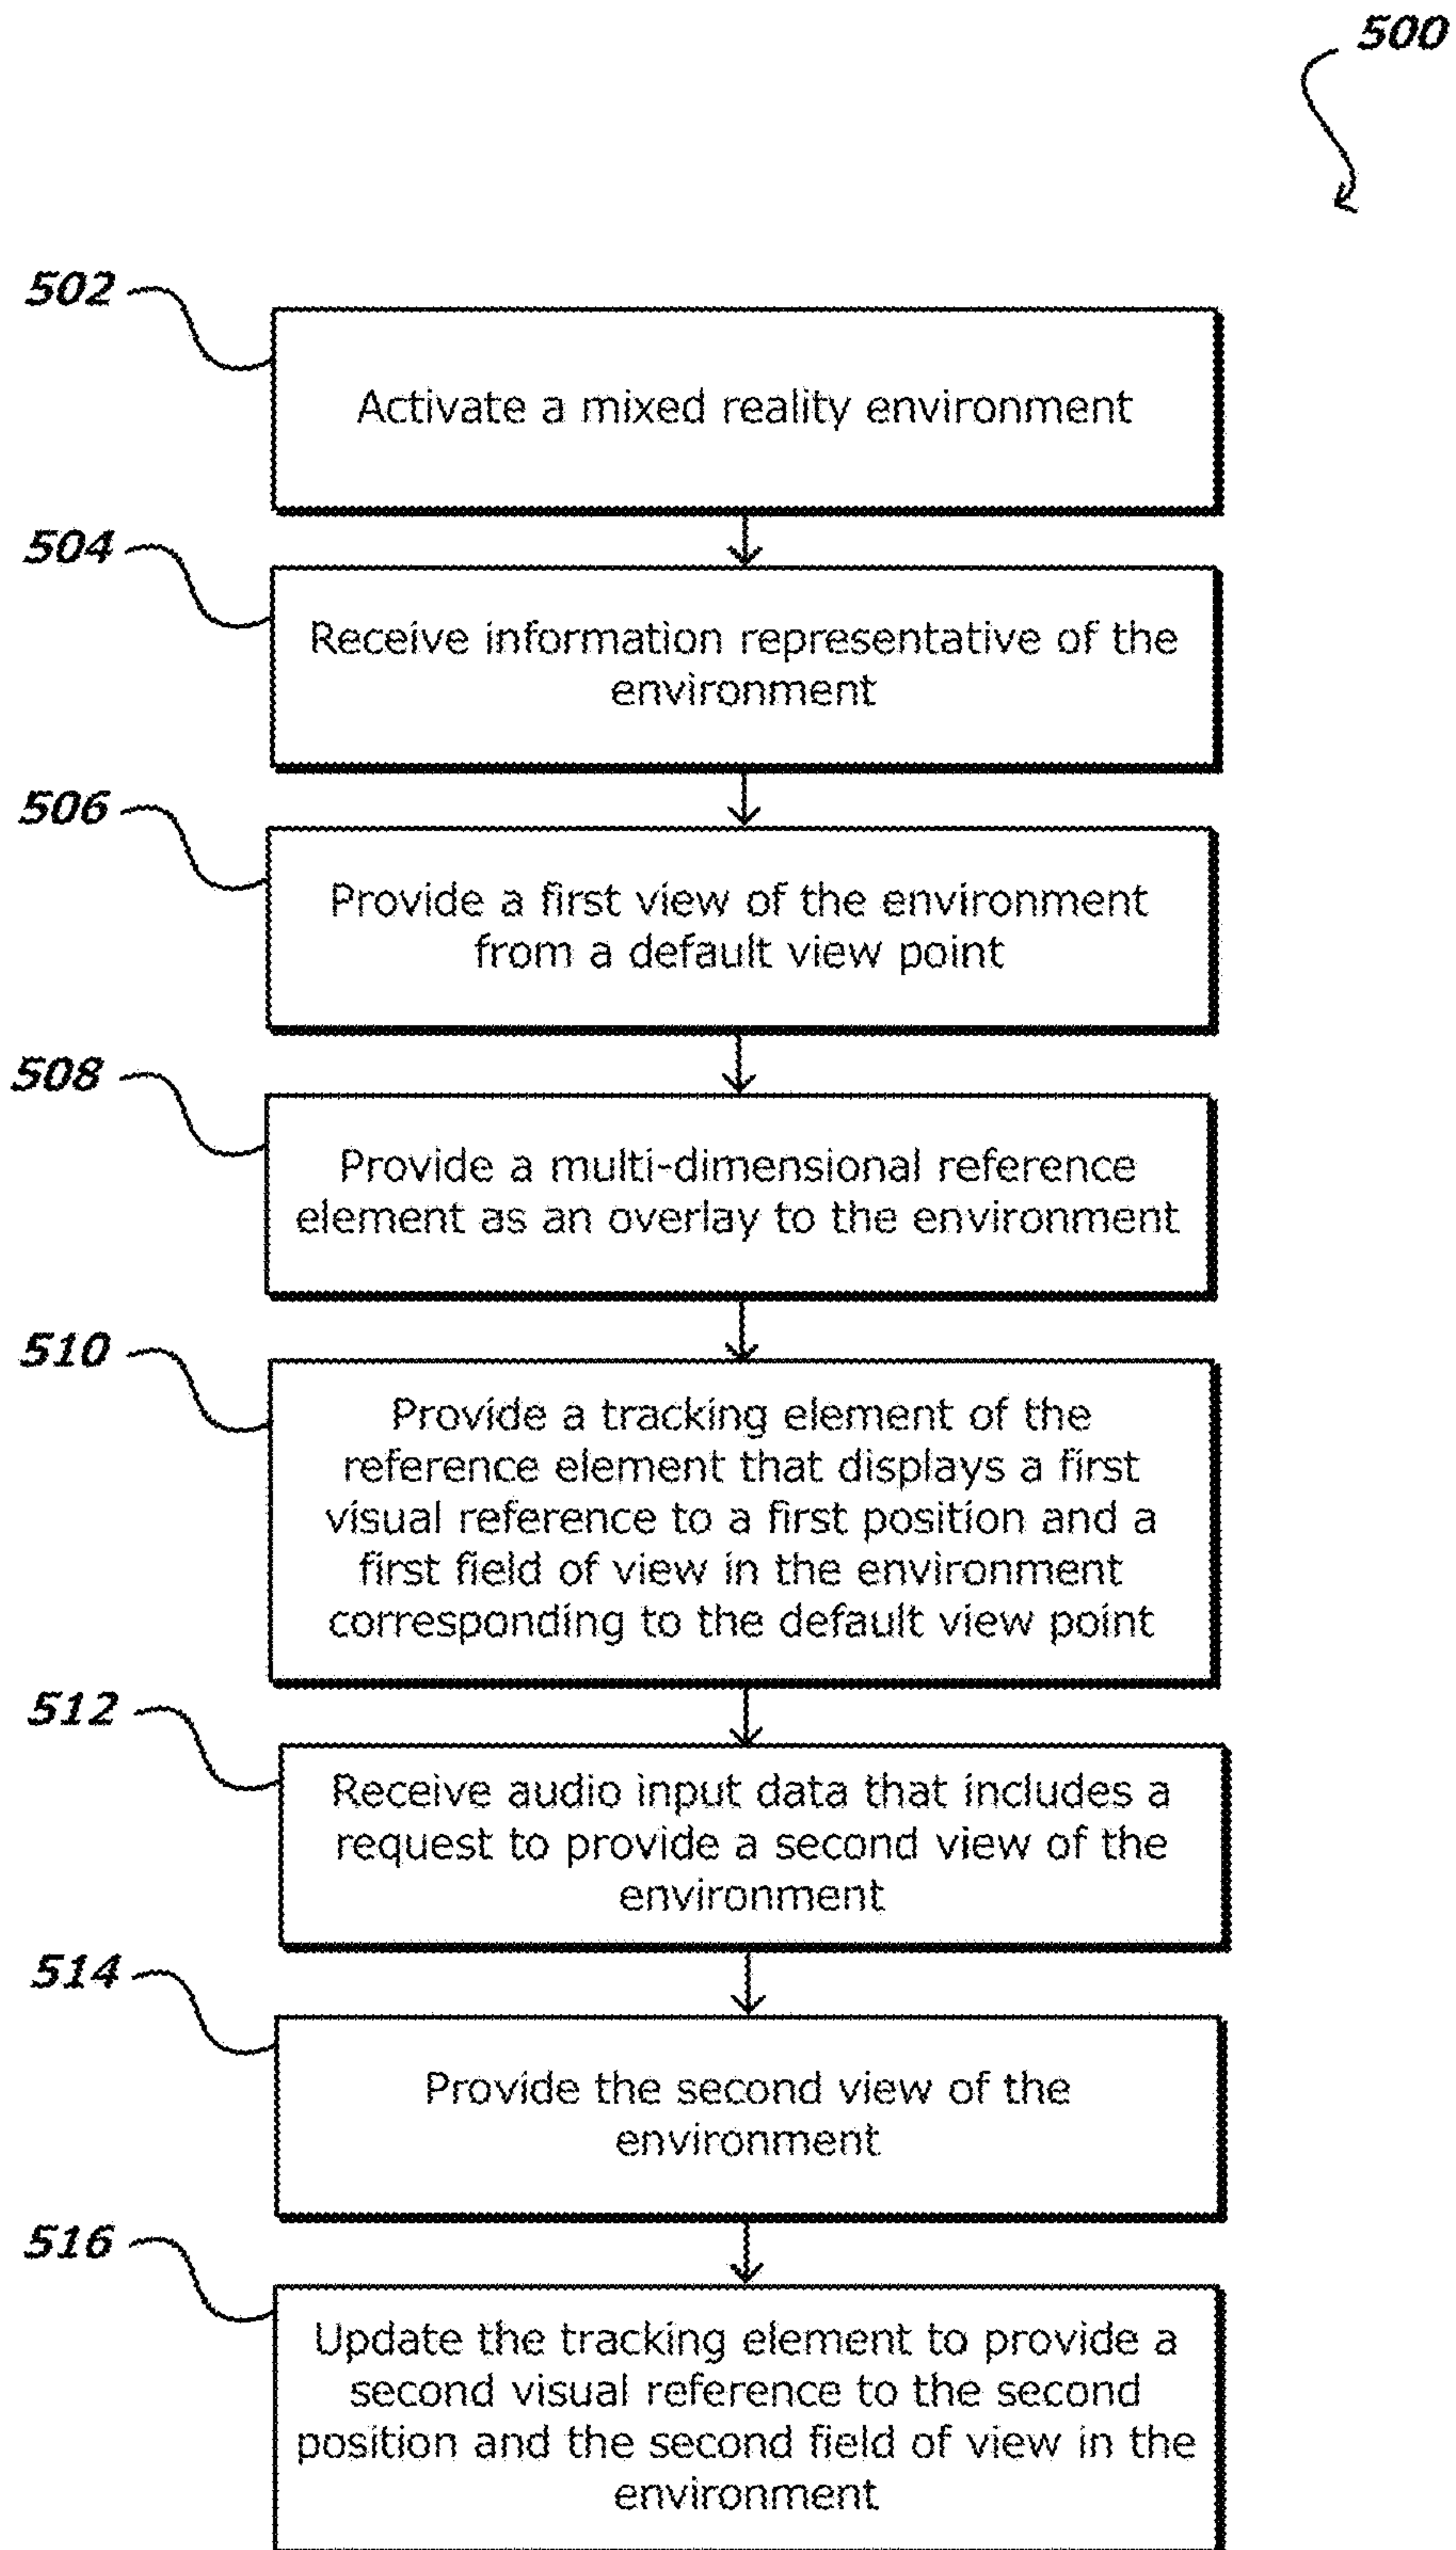 500
502
Activate a mixed reality environment
504
Receive information representative of the
environment
506
Provide a first view of the environment
from a default view point
508
Provide a multi-dimensional reference
element as an overlay to the environment
510
Provide a tracking element of the
reference element that displays a first
visual reference to a first position and a
first field of view in the environment
corresponding to the default view point
512
Receive audio input data that includes a
request to provide a second view of the
environment
514
Provide the second view of the
environment
516
Update the tracking element to provide a
second visual reference to the second
position and the second field of view in the
environment